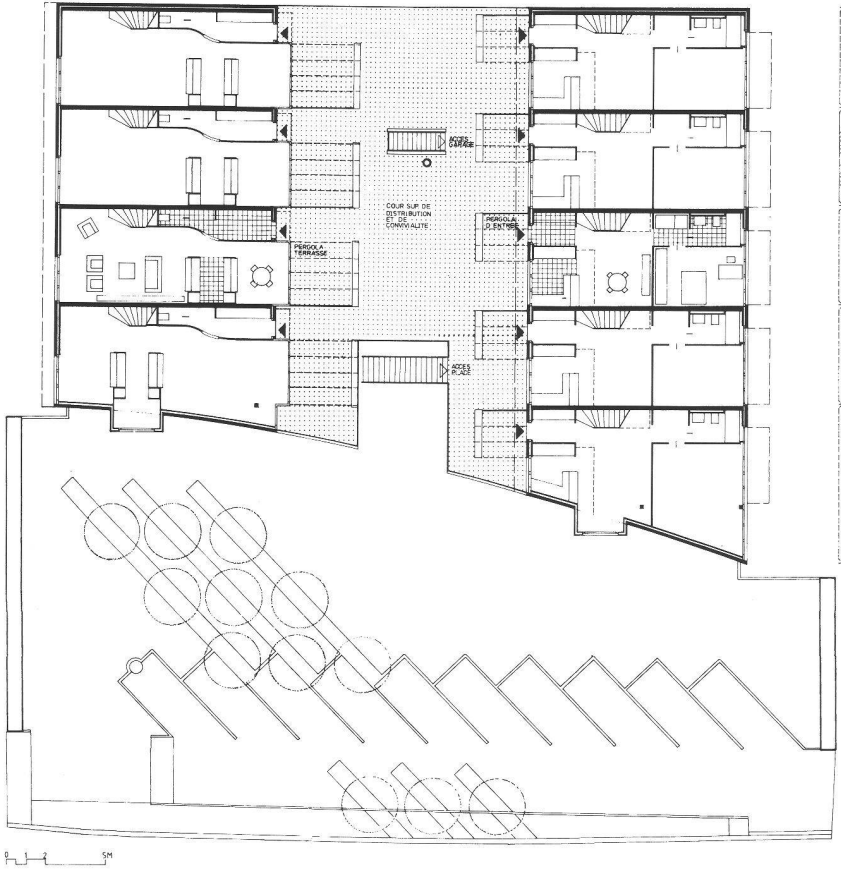 ACCES
GARAGE
COUR SUP DE
DISTRIBUTION
ET DE
CONVIVIALITE
PERGOLA
D'ENTREE
PERGOLA
TERRASSE
ACCES
PLACE
0 1 2 5M